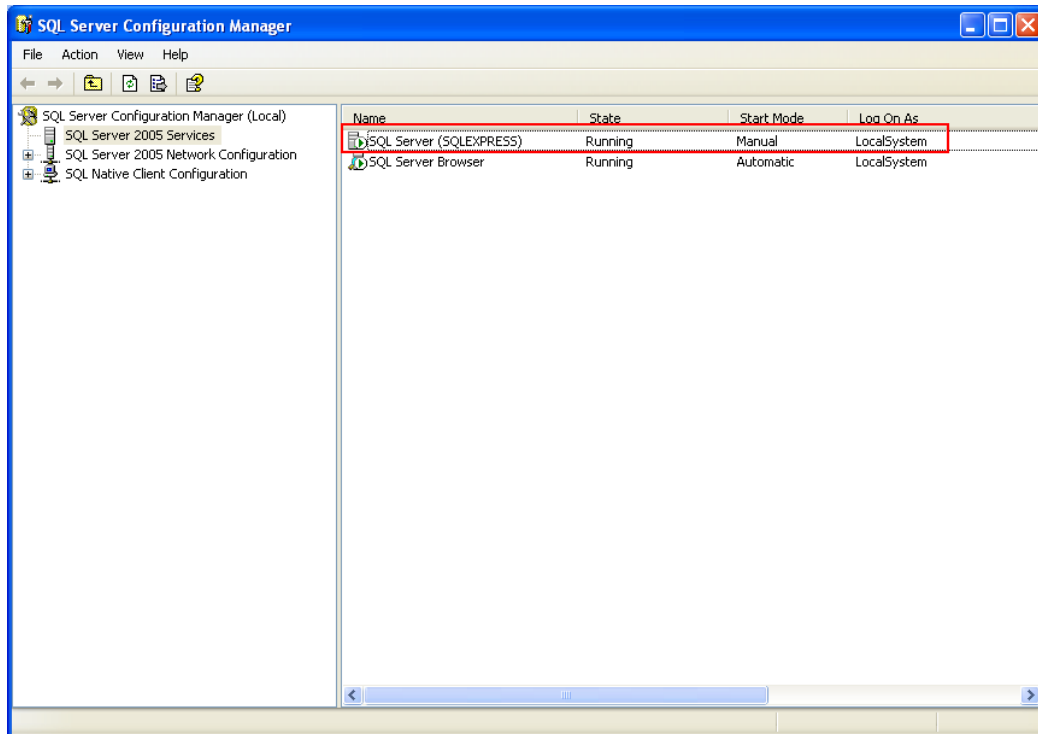 SQL Server Configuration Manager
File Action View Help
SQL Server Configuration Manager (Local)
SQL Server 2005 Services
SQL Server 2005 Network Configuration
SQL Native Client Configuration
Name State Start Mode Log On As
SQL Server (SQLEXPRESS) Running Manual LocalSystem
SQL Server Browser Running Automatic LocalSystem